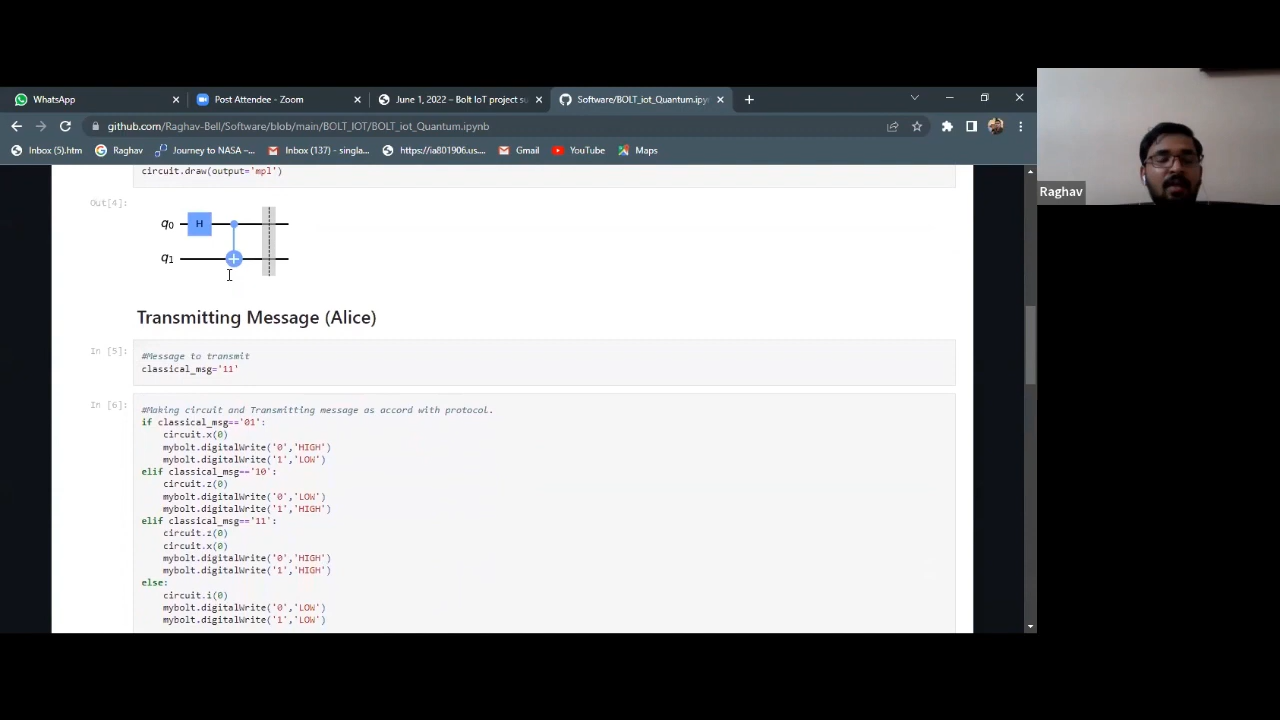 WhatsApp
Post Attendee - Zoom
June 1, 2022 – Bolt IoT project su
Software/BOLT_iot_Quantum.ipy
github.com/Raghav-Bell/Software/blob/main/BOLT_IOT/BOLT_iot_Quantum.ipynb
Inbox (5).htm
Raghav
Journey to NASA –...
Inbox (137) - singla...
https://ia801906.us....
Gmail
YouTube
Maps
Raghav
circuit.draw(output='mpl')
Out[4]:
q0
H
q1
Transmitting Message (Alice)
In [5]:
#Message to transmit
classical_msg='11'
In [6]:
#Making circuit and Transmitting message as accord with protocol.
if classical_msg=='01':
circuit.x(0)
mybolt.digitalWrite('0','HIGH')
mybolt.digitalWrite('1','LOW')
elif classical_msg=='10':
circuit.z(0)
mybolt.digitalWrite('0','LOW')
mybolt.digitalWrite('1','HIGH')
elif classical_msg=='11':
circuit.z(0)
circuit.x(0)
mybolt.digitalWrite('0','HIGH')
mybolt.digitalWrite('1','HIGH')
else:
circuit.i(0)
mybolt.digitalWrite('0','LOW')
mybolt.digitalWrite('1','LOW')